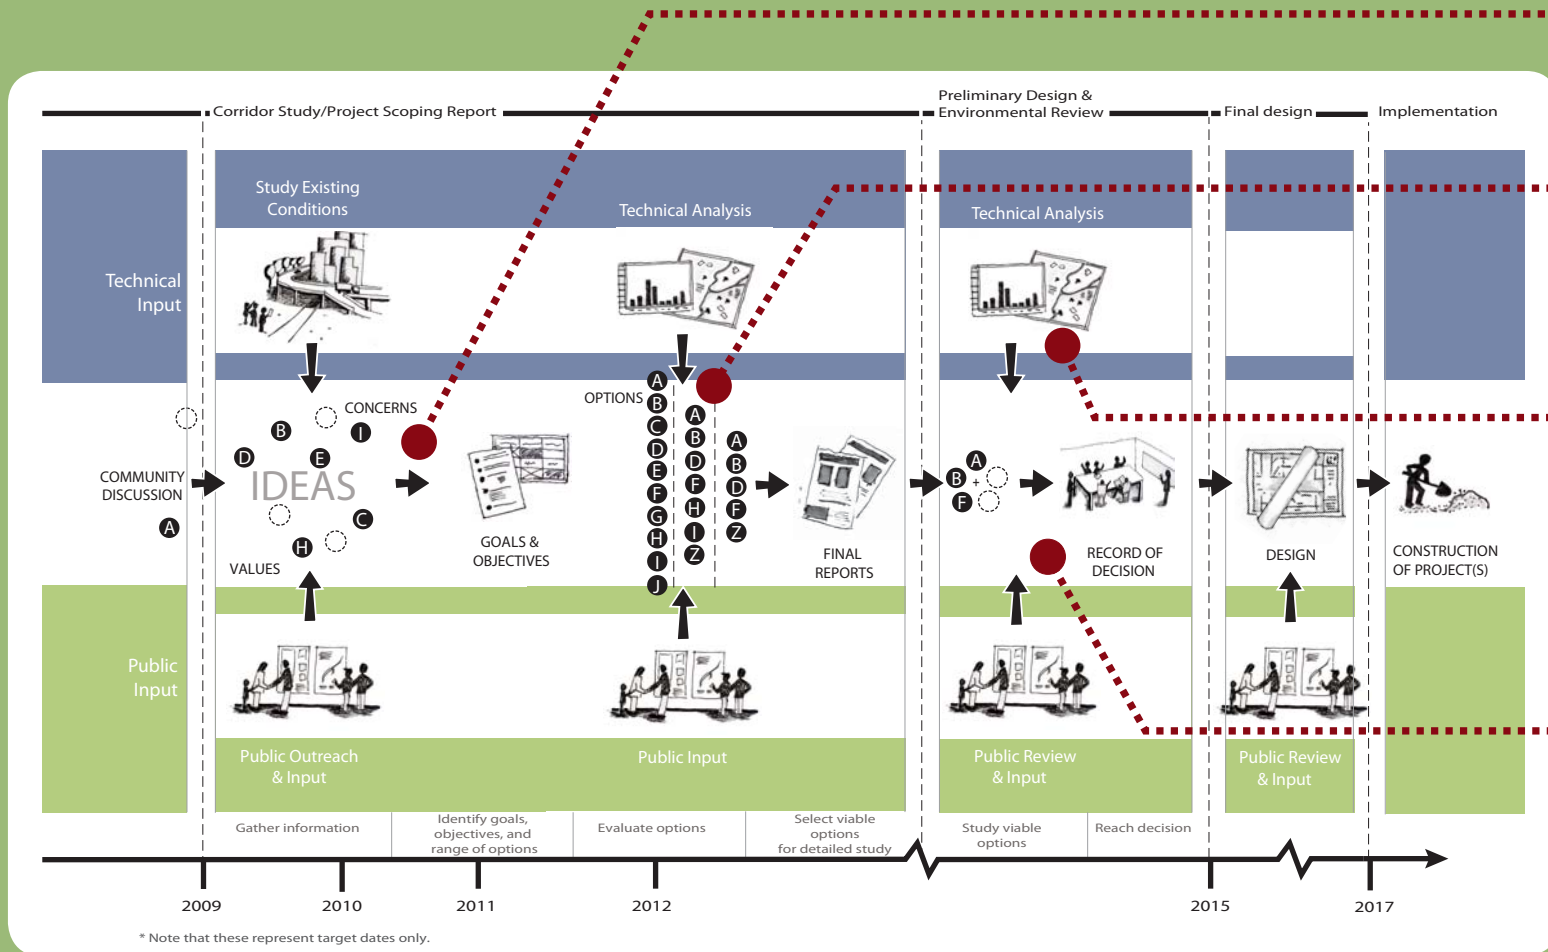 Corridor Study/Project Scoping Report
Preliminary Design &
Environmental Review
Final design
Implementation
Technical
Input
Study Existing
Conditions
Technical Analysis
Technical Analysis
COMMUNITY
DISCUSSION
A
CONCERNS
B
I
D
E
IDEAS
C
H
VALUES
GOALS &
OBJECTIVES
OPTIONS
A
B
C
D
E
F
G
H
I
J
A
B
D
F
H
I
Z
A
B
D
F
Z
FINAL
REPORTS
A
B
+
F
RECORD OF
DECISION
DESIGN
CONSTRUCTION
OF PROJECT(S)
Public
Input
Public Outreach
& Input
Public Input
Public Review
& Input
Public Review
& Input
Gather information
Identify goals,
objectives, and
range of options
Evaluate options
Select viable
options
for detailed study
Study viable
options
Reach decision
2009
2010
2011
2012
2015
2017
* Note that these represent target dates only.